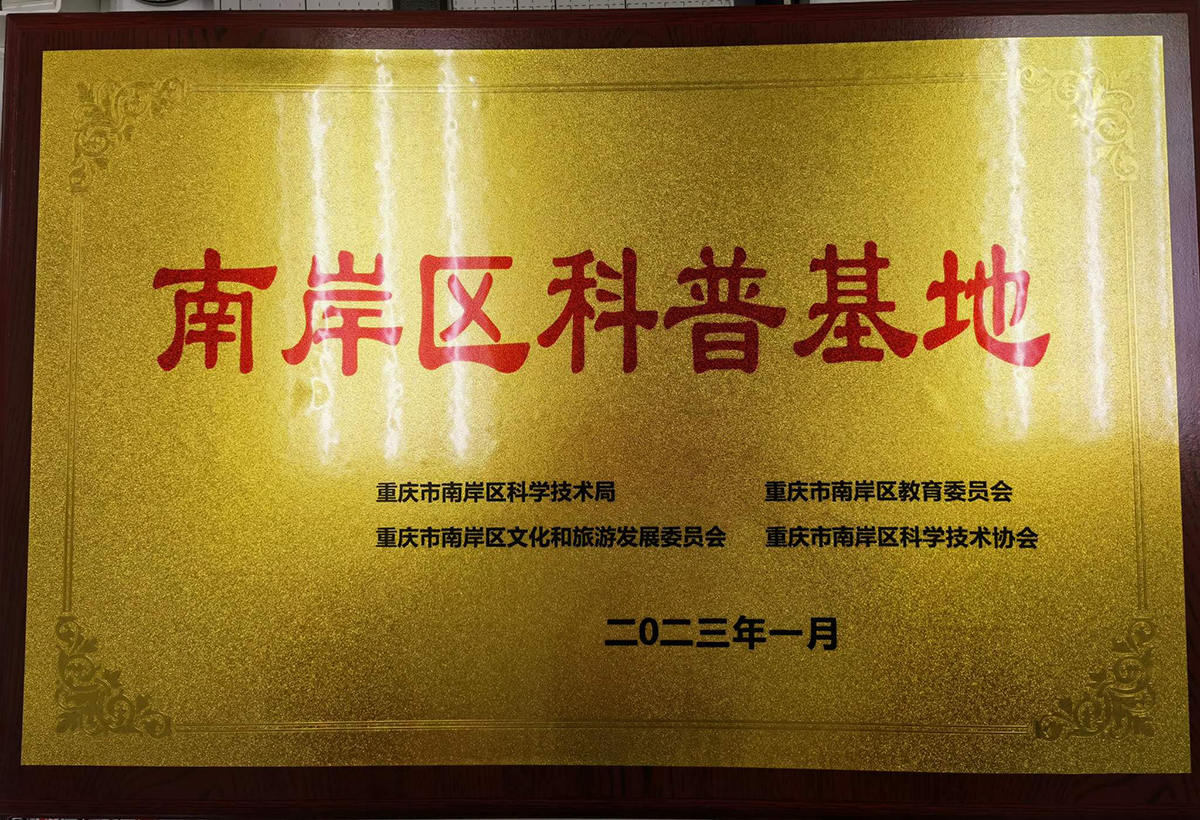 南岸区科普基地
重庆市南岸区科学技术局 重庆市南岸区教育委员会
重庆市南岸区文化和旅游发展委员会 重庆市南岸区科学技术协会
二0二三年一月